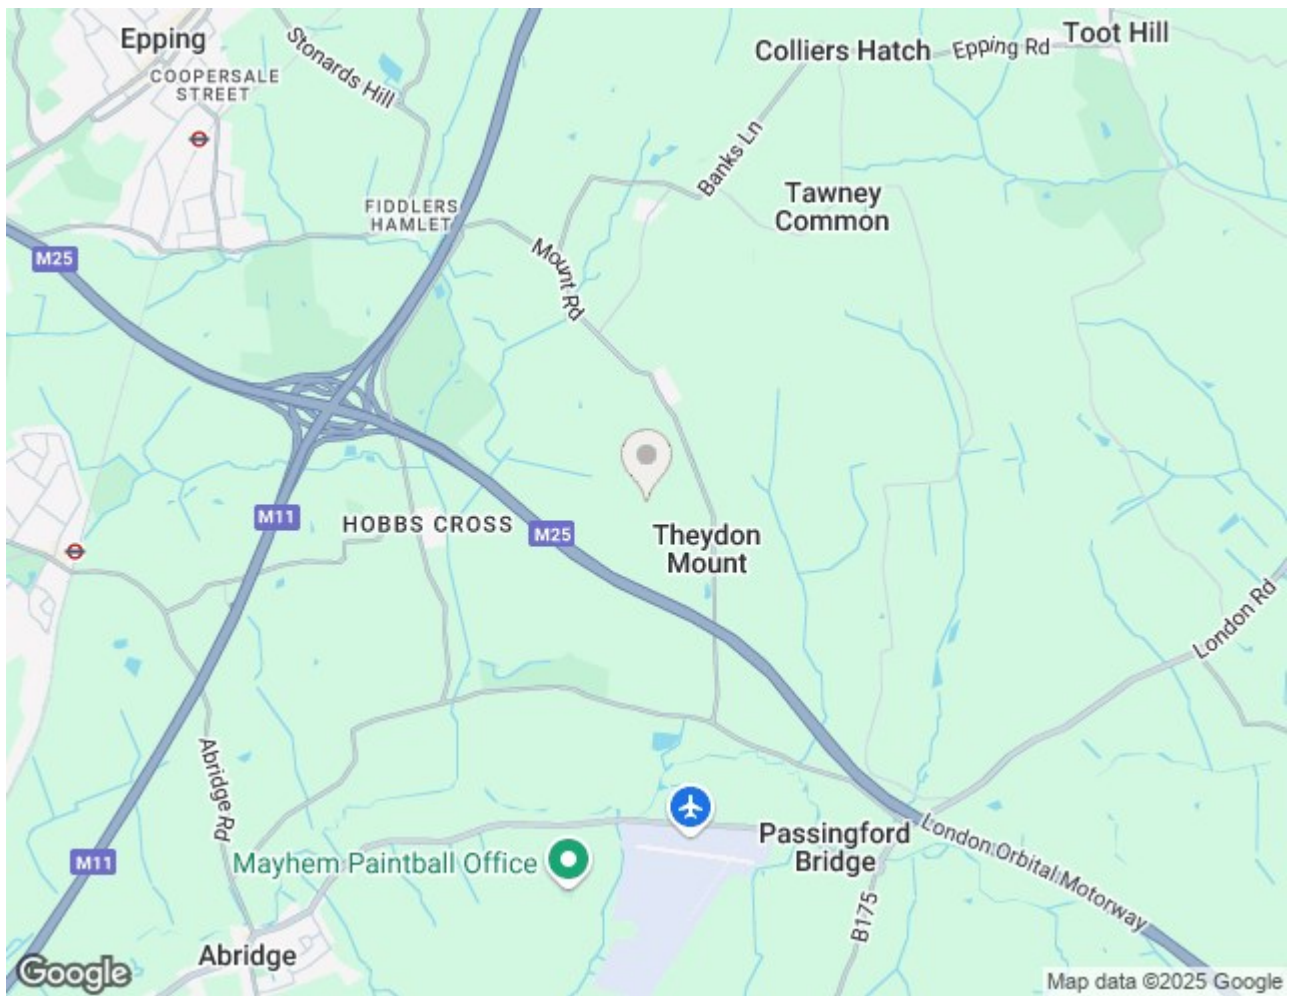 Epping
COOPERSALE
STREET
Stonards Hill
Colliers Hatch
Epping Rd
Toot Hill
Banks Ln
Tawney
Common
FIDDLERS
HAMLET
M25
Mount Rd
M11
HOBBS CROSS
M25
Theydon
Mount
London Rd
Abridge Rd
M11
Mayhem Paintball Office
Passingford
Bridge
London Orbital Motorway
B175
Abridge
Google
Map data ©2025 Google